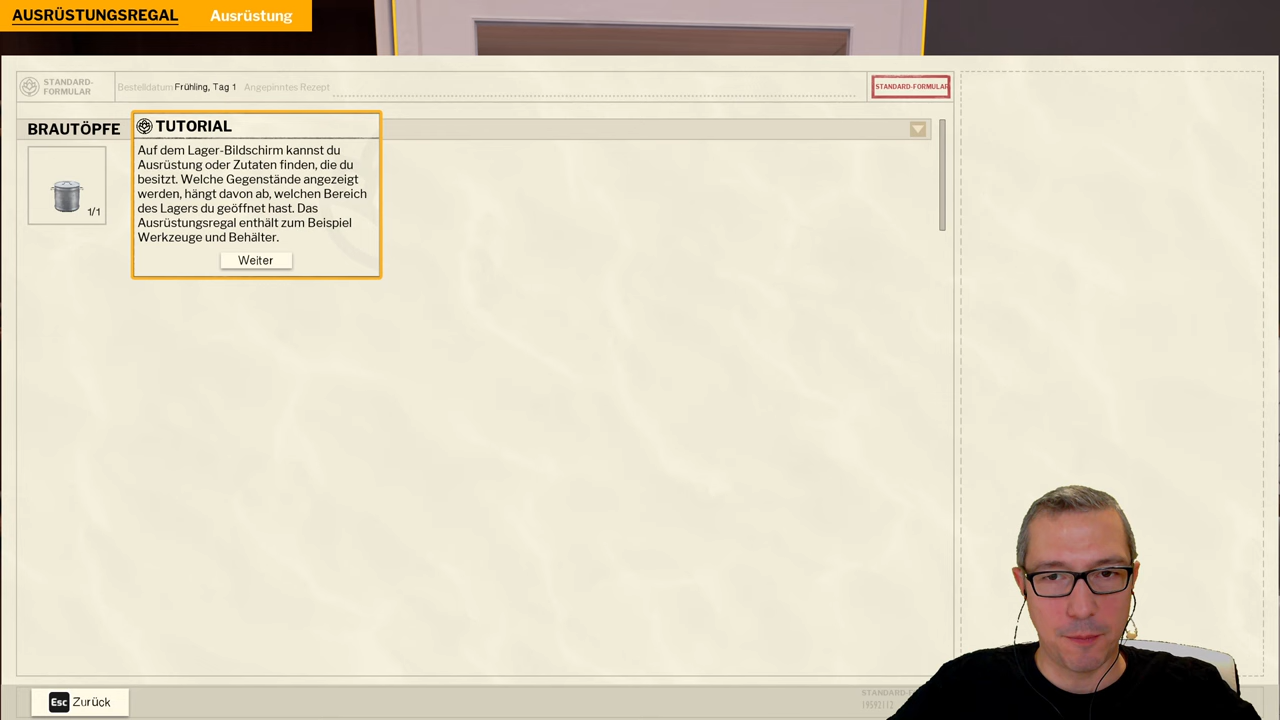 AUSRÜSTUNGSREGAL Ausrüstung
STANDARD-
FORMULAR
Bestelldatum Frühling, Tag 1 Angepinntes Rezept
STANDARD-FORMULAR
BRAUTÖPFE
1/1
TUTORIAL
Auf dem Lager-Bildschirm kannst du
Ausrüstung oder Zutaten finden, die du
besitzt. Welche Gegenstände angezeigt
werden, hängt davon ab, welchen Bereich
des Lagers du geöffnet hast. Das
Ausrüstungsregal enthält zum Beispiel
Werkzeuge und Behälter.
Weiter
Esc Zurück
STANDARD-F